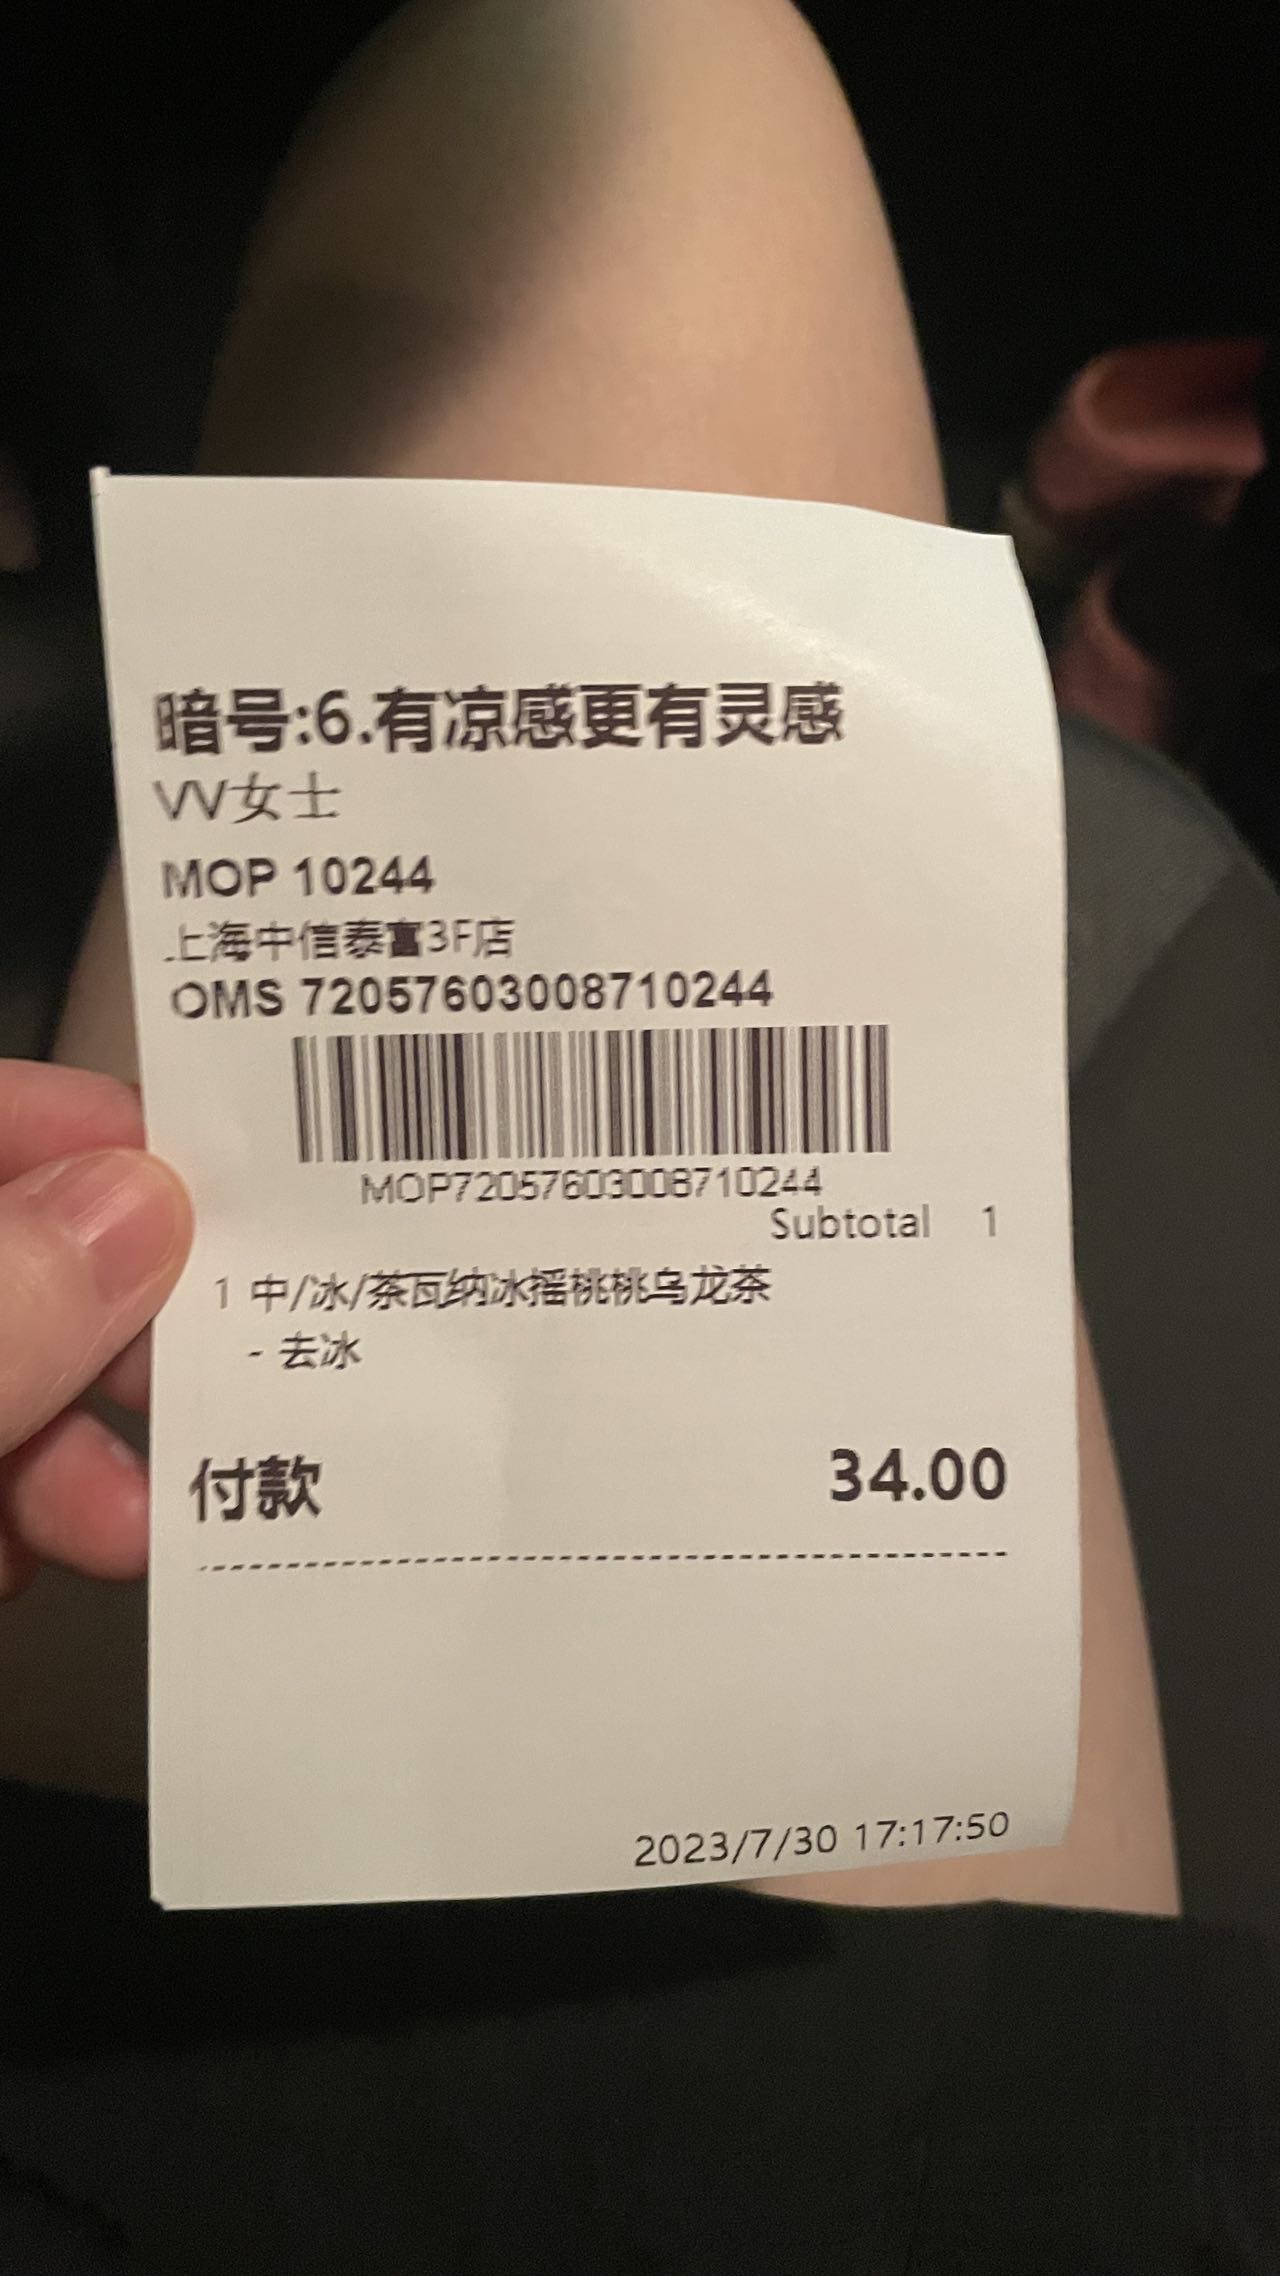 暗号:6.有凉感更有灵感
VV女士
MOP 10244
上海中信泰富3F店
OMS 72057603008710244
MOP72057603008710244
Subtotal 1
1 中/冰/茶瓦纳冰摇桃桃乌龙茶
- 去冰
付款 34.00
2023/7/30 17:17:50